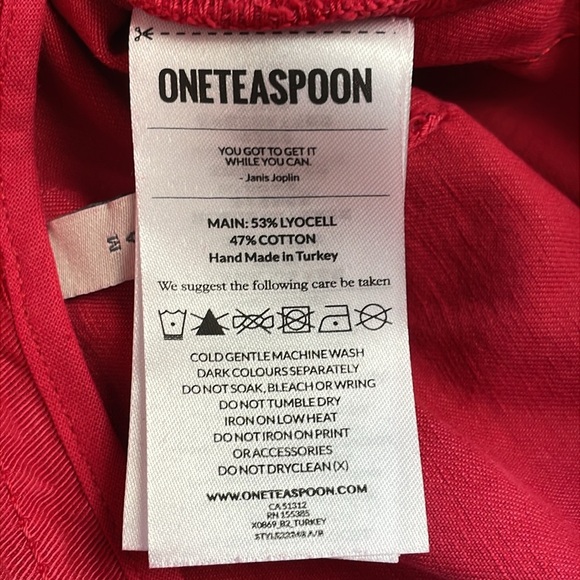 ONETEASPOON
YOU GOT TO GET IT
WHILE YOU CAN.
- Janis Joplin
MAIN: 53% LYOCELL
47% COTTON
Hand Made in Turkey
We suggest the following care be taken
COLD GENTLE MACHINE WASH
DARK COLOURS SEPARATELY
DO NOT SOAK, BLEACH OR WRING
DO NOT TUMBLE DRY
IRON ON LOW HEAT
DO NOT IRON ON PRINT
OR ACCESSORIES
DO NOT DRYCLEAN (X)
WWW.ONETEASPOON.COM
CA 51312
RN 155385
X0869_B2_TURKEY